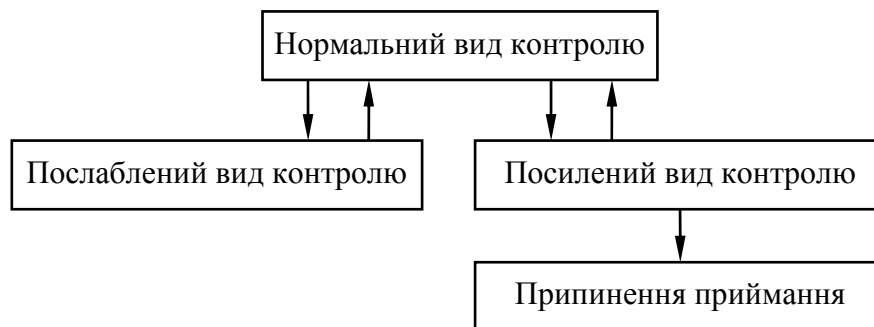 Нормальний вид контролю
Послаблений вид контролю
Посилений вид контролю
Припинення приймання